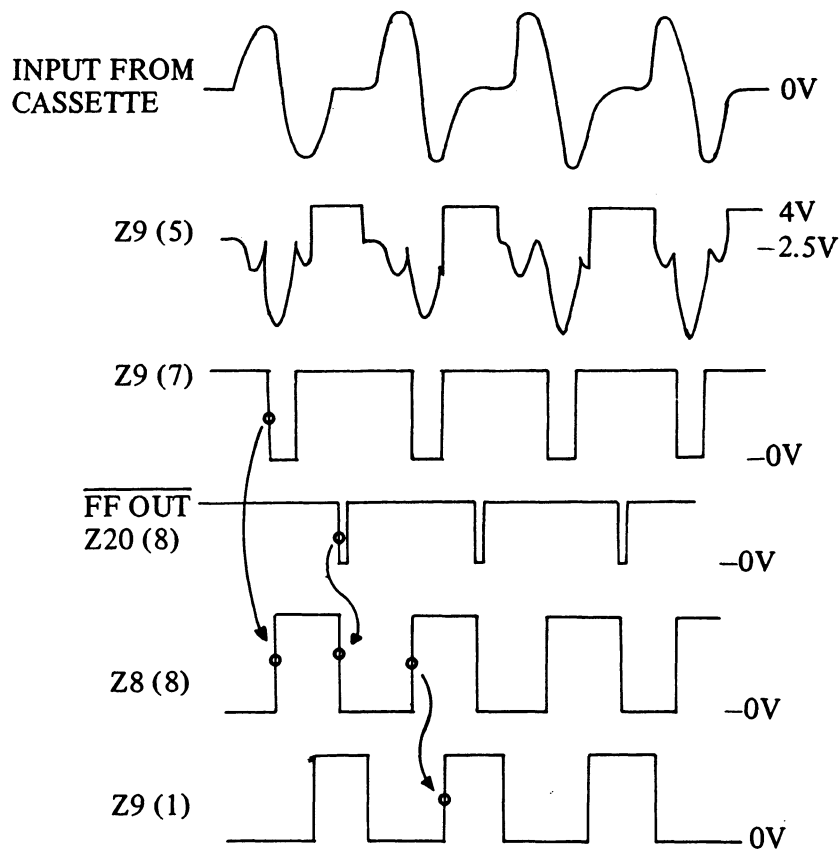 INPUT FROM
CASSETTE
0V
Z9 (5)
4V
−2.5V
Z9 (7)
−0V
FF OUT
Z20 (8)
−0V
Z8 (8)
−0V
Z9 (1)
0V